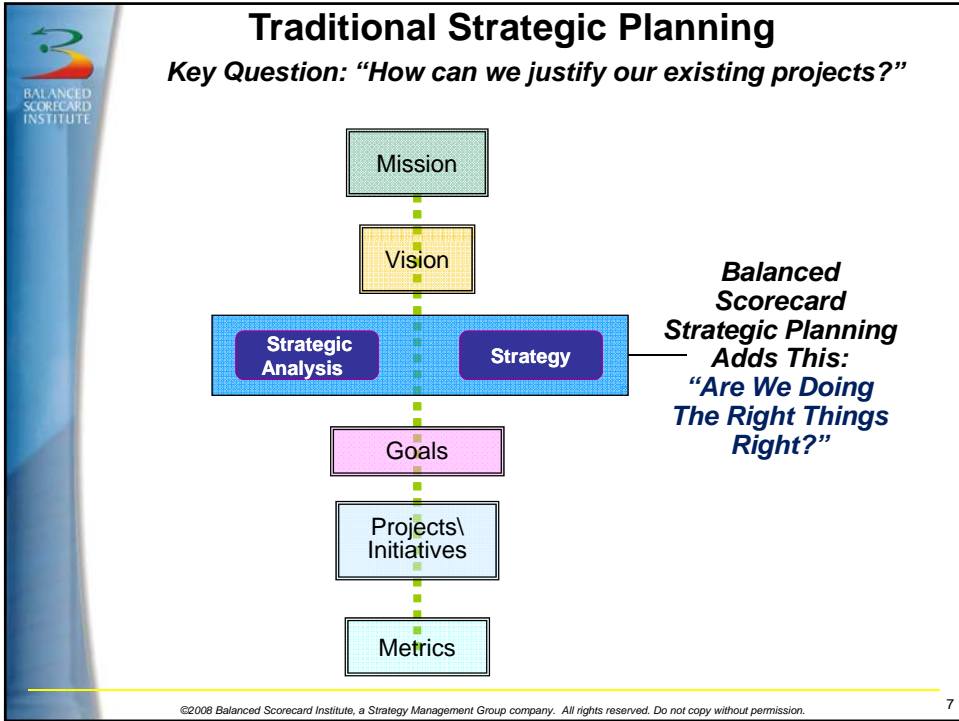 Traditional Strategic Planning
Key Question: “How can we justify our existing projects?”
BALANCED
SCORECARD
INSTITUTE
Mission
Vision
Strategic
Analysis
Strategy
Balanced
Scorecard
Strategic Planning
Adds This:
“Are We Doing
The Right Things
Right?”
Goals
Projects\
Initiatives
Metrics
©2008 Balanced Scorecard Institute, a Strategy Management Group company. All rights reserved. Do not copy without permission.
7